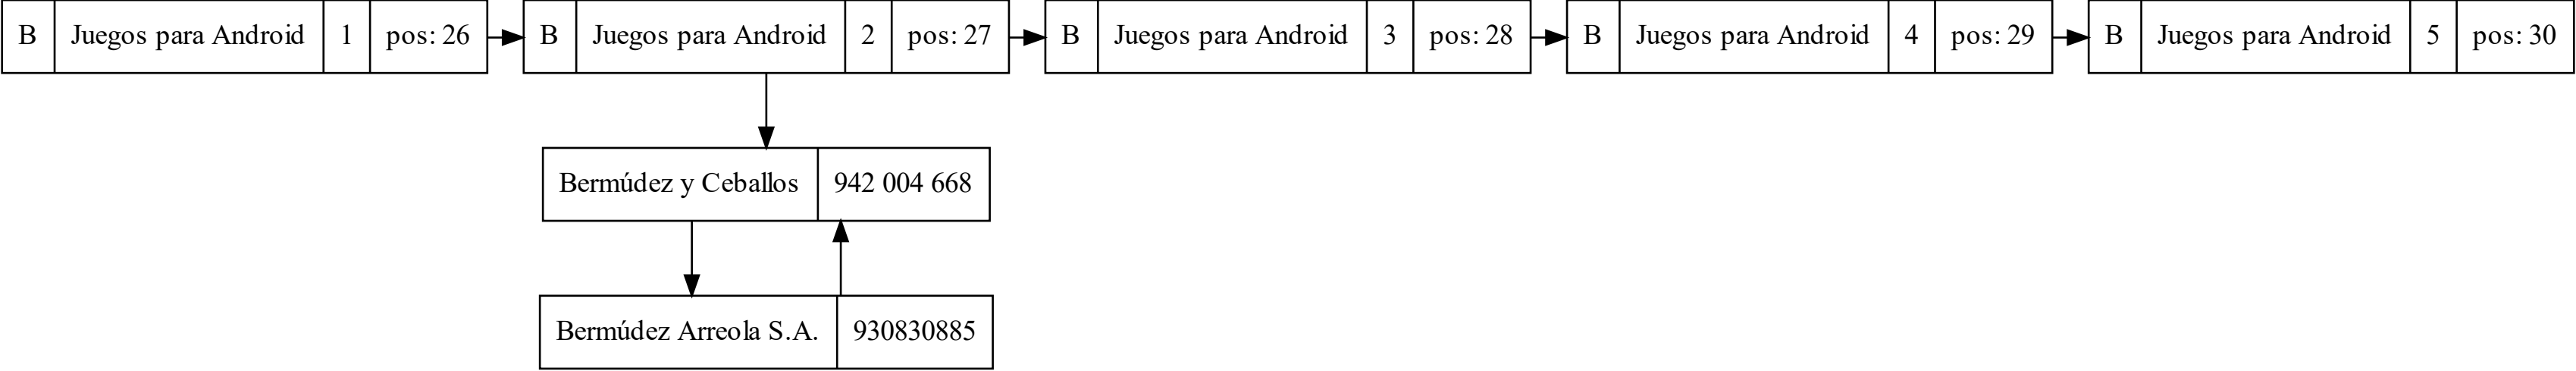 B Juegos para Android 1 pos: 26 B Juegos para Android 2 pos: 27 B Juegos para Android 3 pos: 28 B Juegos para Android 4 pos: 29 B Juegos para Android 5 pos: 30
Bermúdez y Ceballos 942 004 668
Bermúdez Arreola S.A. 930830885